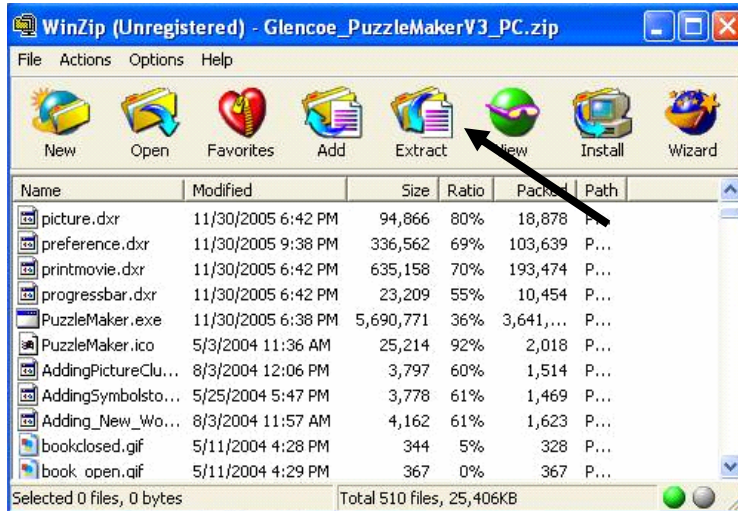 WinZip (Unregistered) - Glencoe_PuzzleMakerV3_PC.zip
File Actions Options Help
New Open Favorites Add Extract View Install Wizard
Name Modified Size Ratio Packed Path
picture.dxr 11/30/2005 6:42 PM 94,866 80% 18,878 P...
preference.dxr 11/30/2005 9:38 PM 336,562 69% 103,639 P...
printmovie.dxr 11/30/2005 6:42 PM 635,158 70% 193,474 P...
progressbar.dxr 11/30/2005 6:42 PM 23,209 55% 10,454 P...
PuzzleMaker.exe 11/30/2005 6:38 PM 5,690,771 36% 3,641,... P...
PuzzleMaker.ico 5/3/2004 11:36 AM 25,214 92% 2,018 P...
AddingPictureClu... 8/3/2004 12:06 PM 3,797 60% 1,514 P...
AddingSymbolsto... 5/25/2004 5:47 PM 3,778 61% 1,469 P...
Adding_New_Wo... 8/3/2004 11:57 AM 4,162 61% 1,623 P...
bookclosed.gif 5/11/2004 4:28 PM 344 5% 328 P...
book_open.gif 5/11/2004 4:29 PM 367 0% 367 P...
Selected 0 files, 0 bytes Total 510 files, 25,406KB